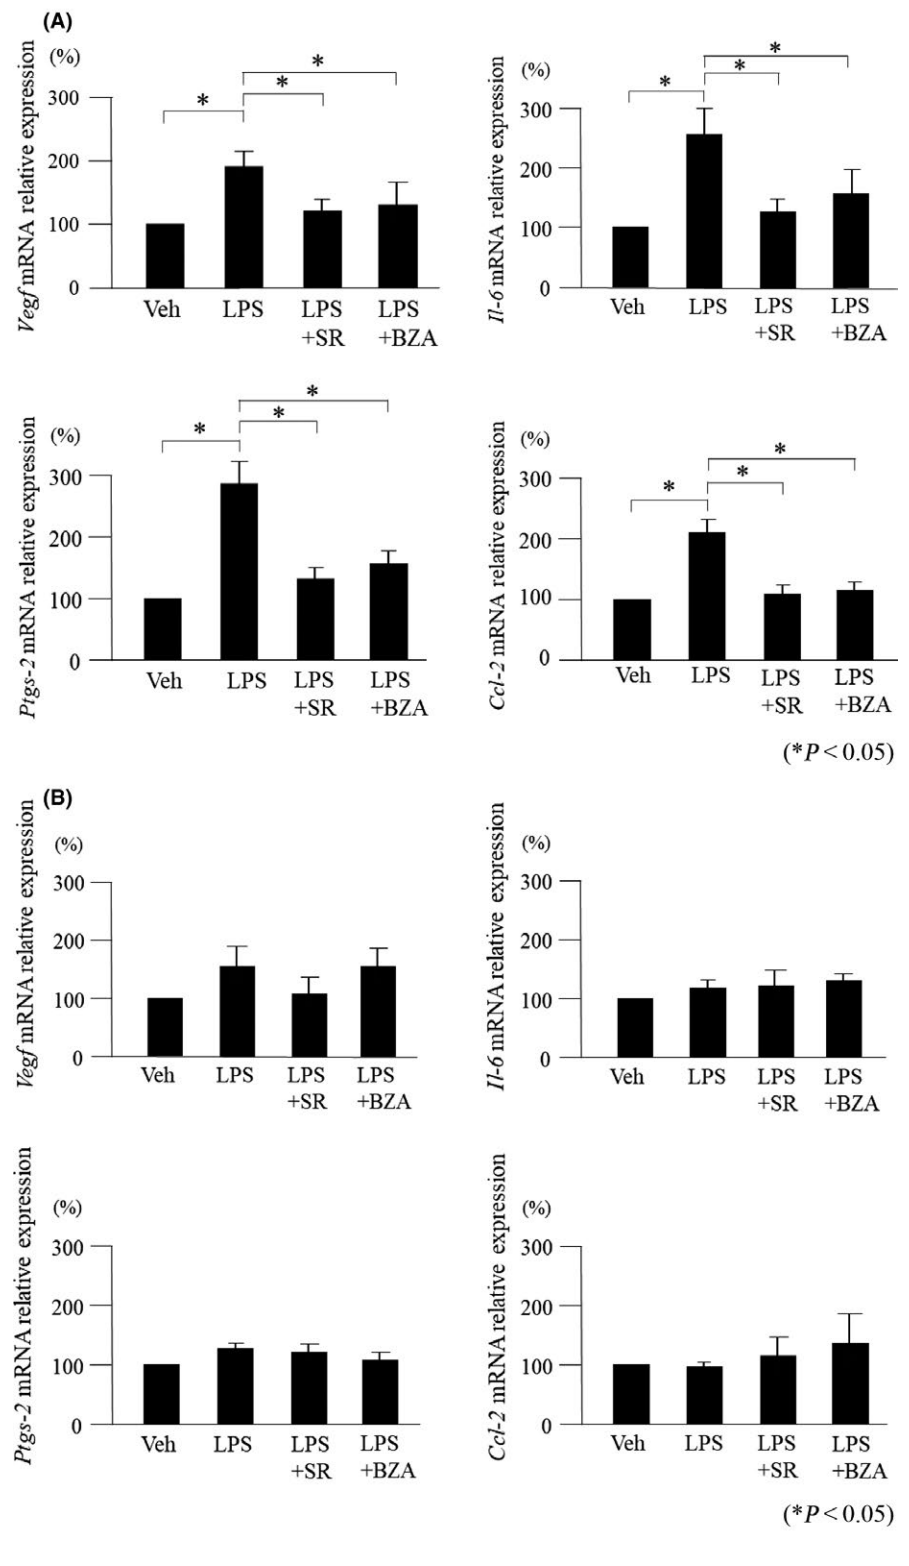 (A)
Vegf mRNA relative expression
(%)
300
200
100
0
*
*
*
Veh
LPS
LPS
+SR
LPS
+BZA
Il-6 mRNA relative expression
(%)
300
200
100
0
*
*
*
Veh
LPS
LPS
+SR
LPS
+BZA
Ptgs-2 mRNA relative expression
(%)
300
200
100
0
*
*
*
Veh
LPS
LPS
+SR
LPS
+BZA
Ccl-2 mRNA relative expression
(%)
300
200
100
0
*
*
*
Veh
LPS
LPS
+SR
LPS
+BZA
(*P < 0.05)
(B)
Vegf mRNA relative expression
(%)
300
200
100
0
Veh
LPS
LPS
+SR
LPS
+BZA
Il-6 mRNA relative expression
(%)
300
200
100
0
Veh
LPS
LPS
+SR
LPS
+BZA
Ptgs-2 mRNA relative expression
(%)
300
200
100
0
Veh
LPS
LPS
+SR
LPS
+BZA
Ccl-2 mRNA relative expression
(%)
300
200
100
0
Veh
LPS
LPS
+SR
LPS
+BZA
(*P < 0.05)